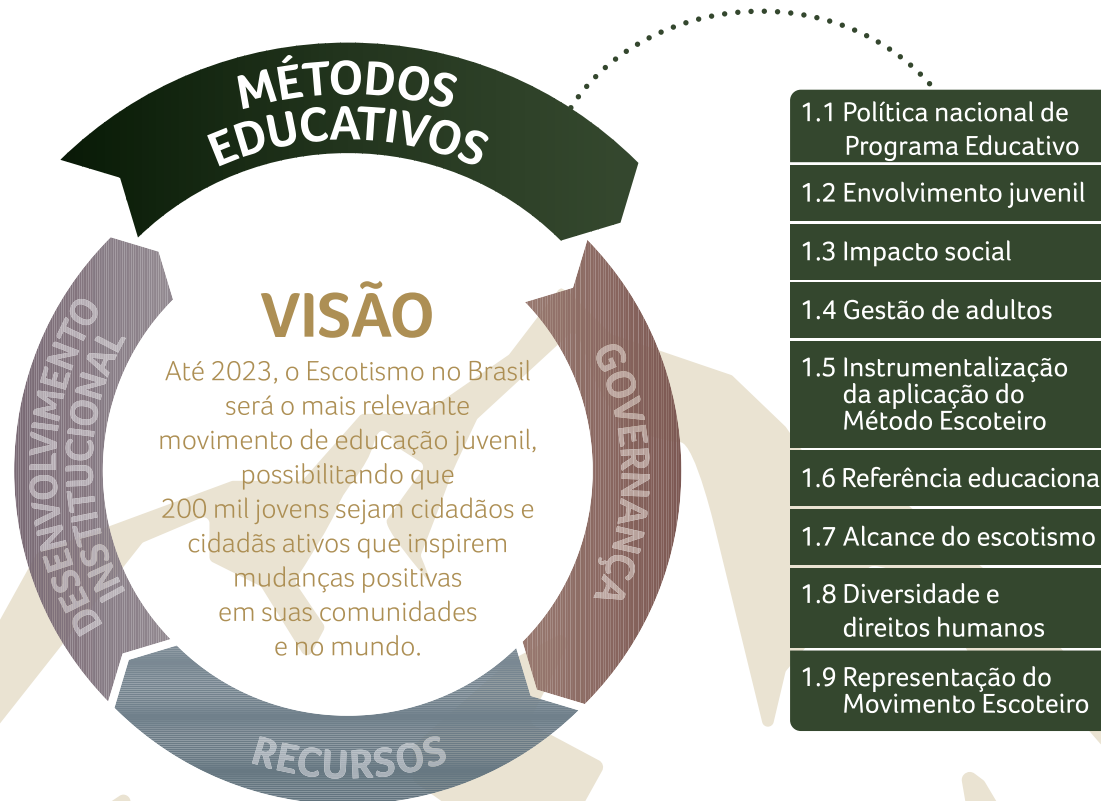 MÉTODOS
EDUCATIVOS
1.1 Política nacional de
Programa Educativo
1.2 Envolvimento juvenil
1.3 Impacto social
1.4 Gestão de adultos
1.5 Instrumentalização
da aplicação do
Método Escoteiro
1.6 Referência educaciona
1.7 Alcance do escotismo
1.8 Diversidade e
direitos humanos
1.9 Representação do
Movimento Escoteiro
VISÃO
Até 2023, o Escotismo no Brasil
será o mais relevante
movimento de educação juvenil,
possibilitando que
200 mil jovens sejam cidadãos e
cidadãs ativos que inspirem
mudanças positivas
em suas comunidades
e no mundo.
GOVERNANÇA
RECURSOS
DESENVOLVIMENTO
INSTITUCIONAL